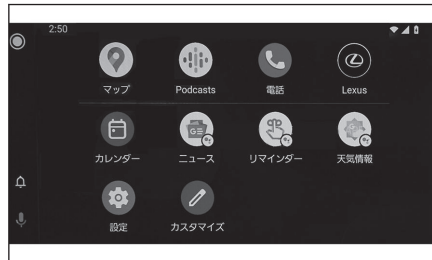 2:50
マップ
Podcasts
電話
Lexus
カレンダー
ニュース
リマインダー
天気情報
設定
カスタマイズ